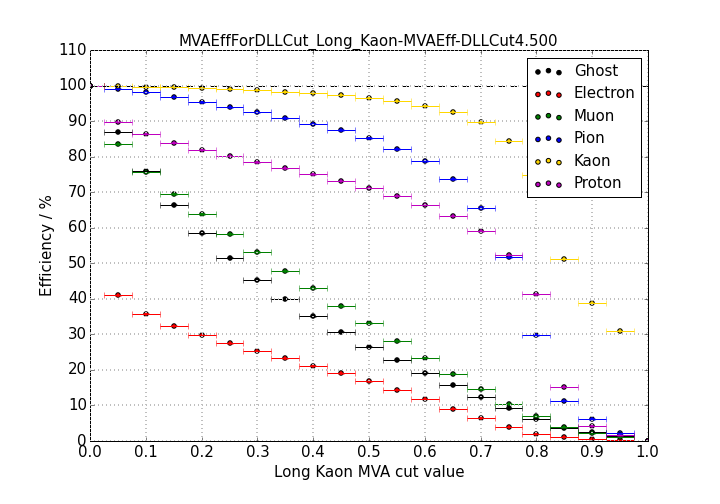 MVAEffForDLLCut_Long_Kaon-MVAEff-DLLCut4.500
110
100
90
80
70
60
50
40
30
20
10
0
Efficiency / %
Ghost
Electron
Muon
Pion
Kaon
Proton
0.0 0.1 0.2 0.3 0.4 0.5 0.6 0.7 0.8 0.9 1.0
Long Kaon MVA cut value